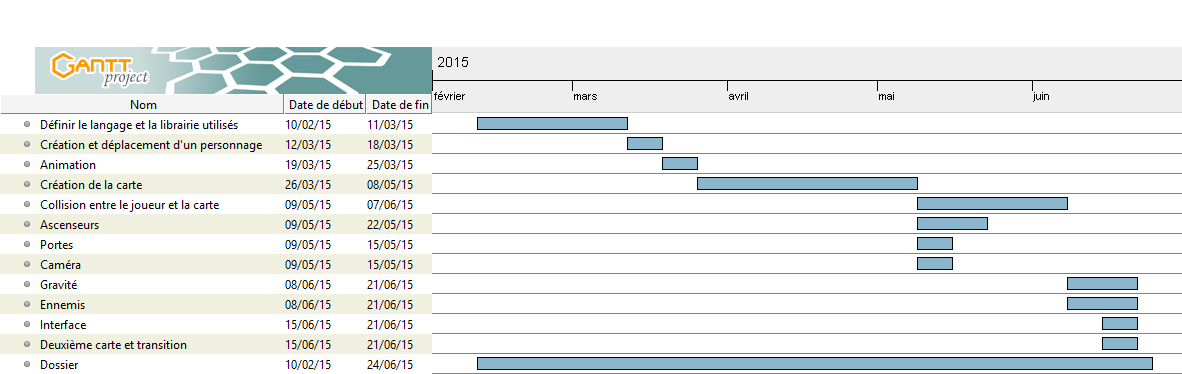 GANTT
project
2015
février mars avril mai juin
Nom Date de début Date de fin
Définir le langage et la librairie utilisés 10/02/15 11/03/15
Création et déplacement d'un personnage 12/03/15 18/03/15
Animation 19/03/15 25/03/15
Création de la carte 26/03/15 08/05/15
Collision entre le joueur et la carte 09/05/15 07/06/15
Ascenseurs 09/05/15 22/05/15
Portes 09/05/15 15/05/15
Caméra 09/05/15 15/05/15
Gravité 08/06/15 21/06/15
Ennemis 08/06/15 21/06/15
Interface 15/06/15 21/06/15
Deuxième carte et transition 15/06/15 21/06/15
Dossier 10/02/15 24/06/15